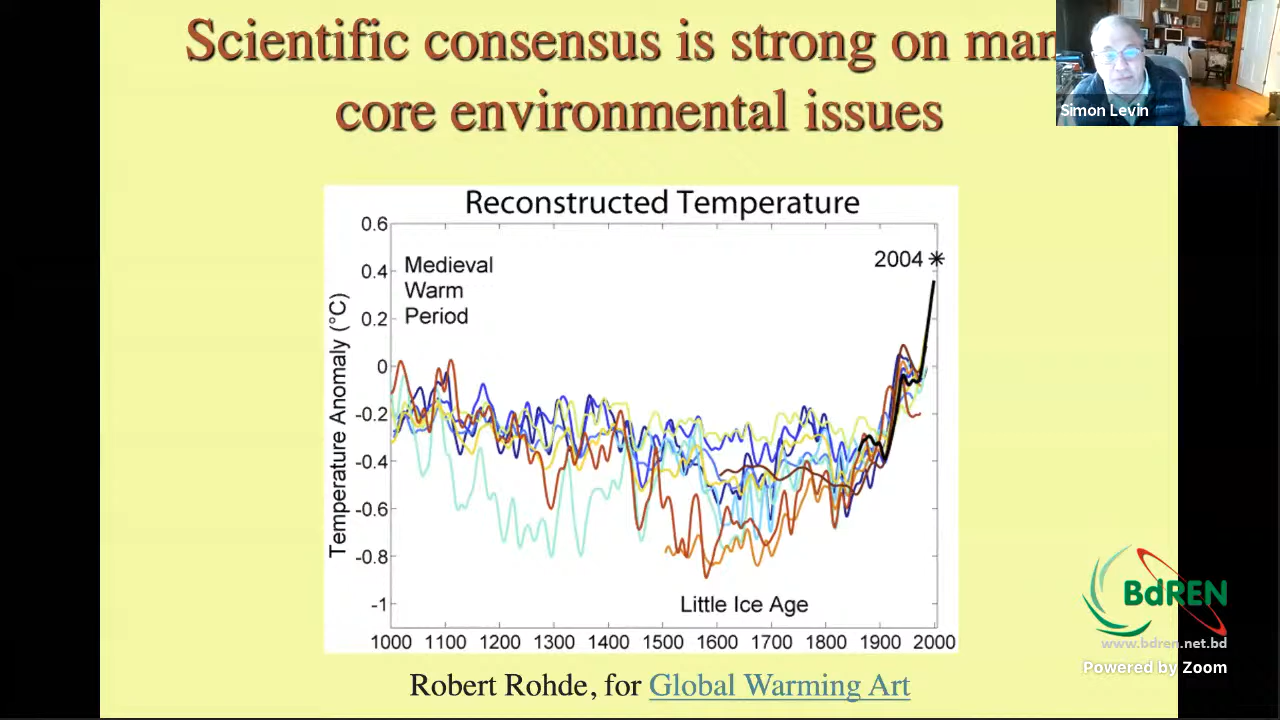 Scientific consensus is strong on man
core environmental issues
Simon Levin
Reconstructed Temperature
0.6
0.4
0.2
0
-0.2
-0.4
-0.6
-0.8
-1
Temperature Anomaly (°C)
Medieval
Warm
Period
2004 *
Little Ice Age
1000 1100 1200 1300 1400 1500 1600 1700 1800 1900 2000
Robert Rohde, for Global Warming Art
BdREN
www.bdren.net.bd
Powered by Zoom